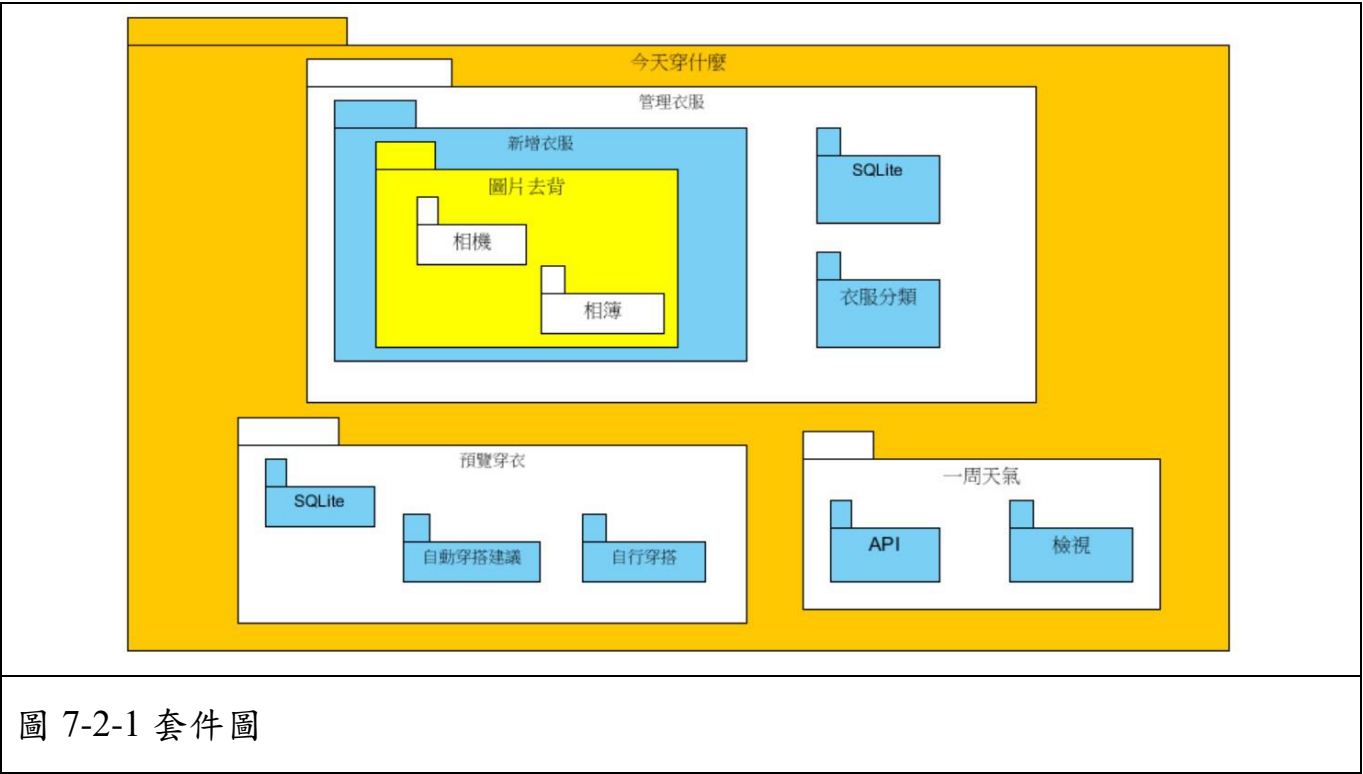 今天穿什麼
管理衣服
新增衣服
圖片去背
相機
相簿
SQLite
衣服分類
預覽穿衣
SQLite
自動穿搭建議
自行穿搭
一周天氣
API
檢視
圖 7-2-1 套件圖